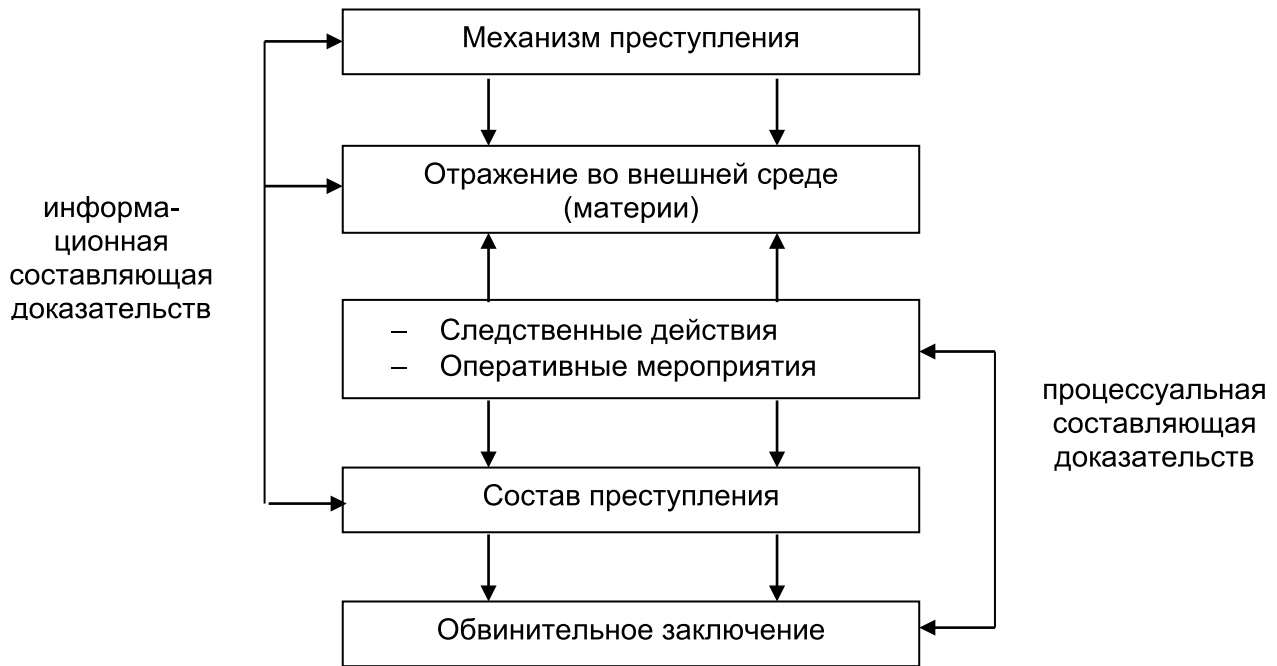 Механизм преступления
Отражение во внешней среде
(материи)
информа-
ционная
составляющая
доказательств
– Следственные действия
– Оперативные мероприятия
процессуальная
составляющая
доказательств
Состав преступления
Обвинительное заключение